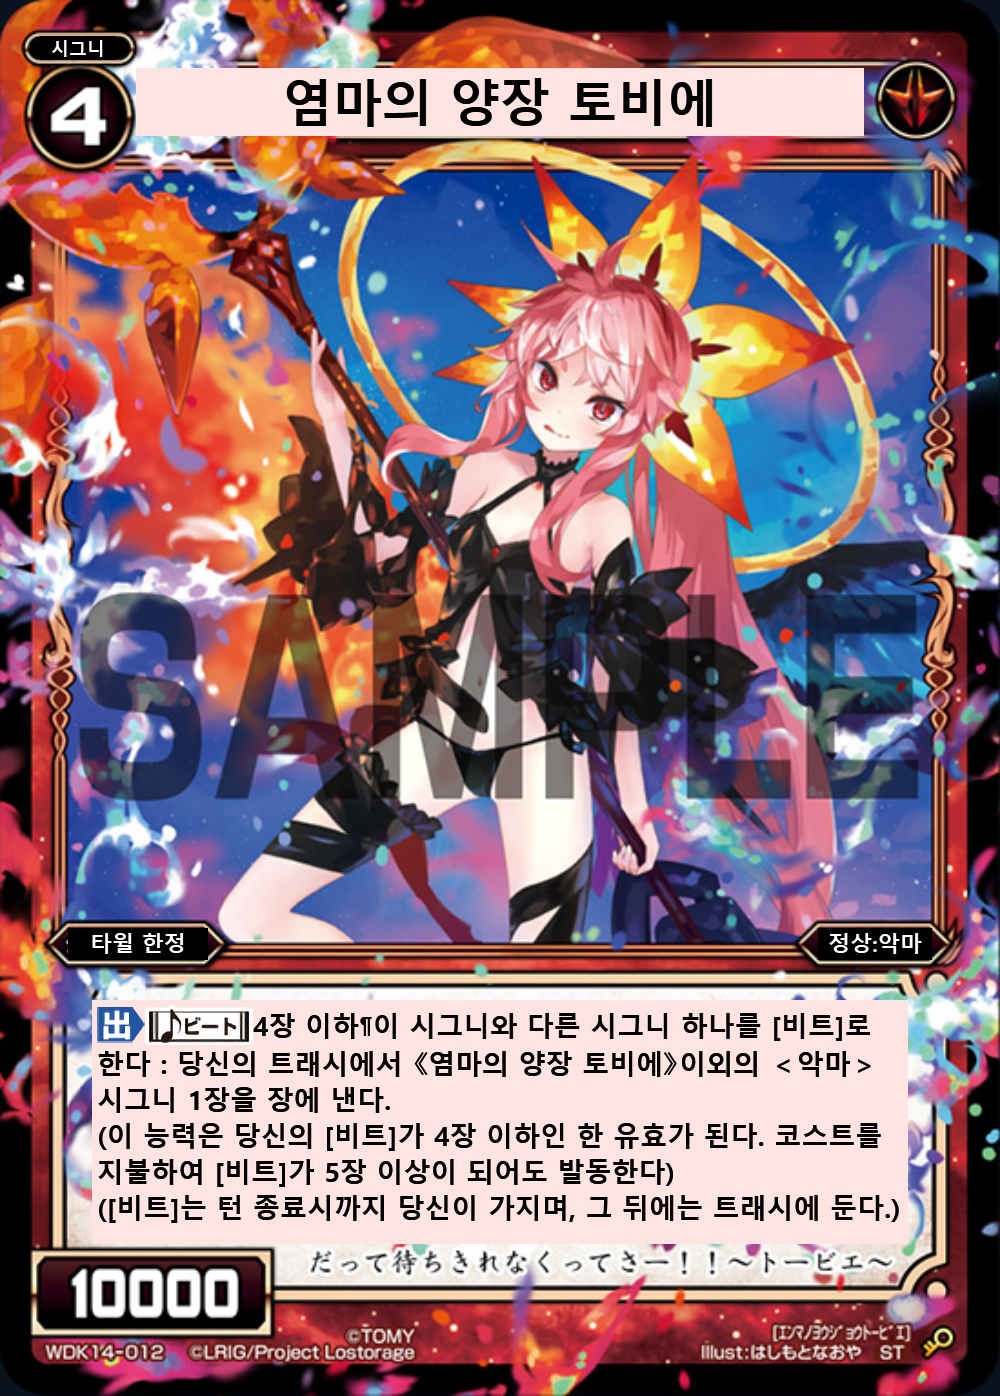 시그니
4
염마의 양장 토비에
SAMPLE
타윌 한정
정상:악마
出 ビート 4장 이하¶이 시그니와 다른 시그니 하나를 [비트]로
한다 : 당신의 트래시에서 《염마의 양장 토비에》이외의 <악마>
시그니 1장을 장에 낸다.
(이 능력은 당신의 [비트]가 4장 이하인 한 유효가 된다. 코스트를
지불하여 [비트]가 5장 이상이 되어도 발동한다)
([비트]는 턴 종료시까지 당신이 가지며, 그 뒤에는 트래시에 둔다.)
だって待ちきれなくってさー！！～トービエ～
10000
©TOMY
[ｴﾝﾏﾉﾖｳｼﾞｮｳﾄｰﾋﾞｴ]
WDK14-012 ©LRIG/Project Lostorage
Illust:はしもとなおや ST